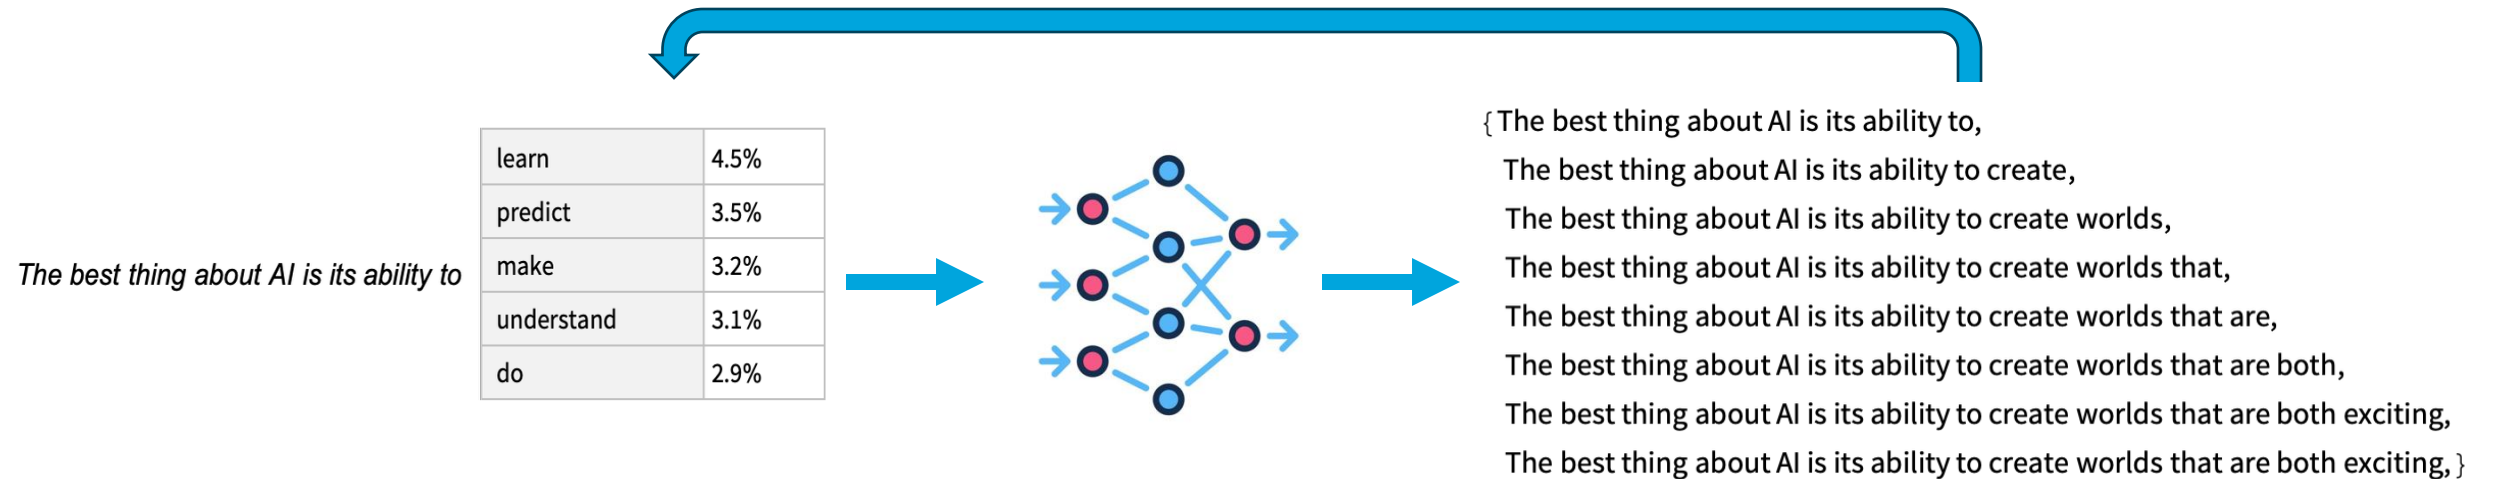 The best thing about AI is its ability to
learn 4.5%
predict 3.5%
make 3.2%
understand 3.1%
do 2.9%
{ The best thing about AI is its ability to,
The best thing about AI is its ability to create,
The best thing about AI is its ability to create worlds,
The best thing about AI is its ability to create worlds that,
The best thing about AI is its ability to create worlds that are,
The best thing about AI is its ability to create worlds that are both,
The best thing about AI is its ability to create worlds that are both exciting,
The best thing about AI is its ability to create worlds that are both exciting, }